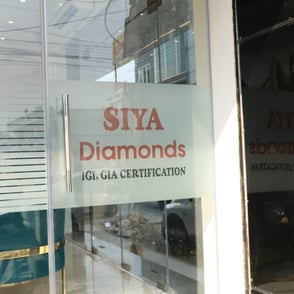 SIYA
Diamonds
IGI, GIA CERTIFICATION